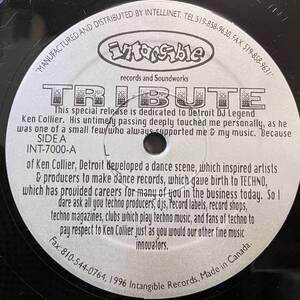 "MANUFACTURED AND DISTRIBUTED BY INTELLINET. TEL. 519-858-9631 FAX. 519-858-9611"
intangible
records and Soundworks
TRIBUTE
This special release is dedicated to Detroit DJ Legend
Ken Collier. His untimely passing deeply touched me personally, as he
was one of a small few who always supported me & my music. Because
SIDE A
INT-7000-A
of Ken Collier, Detroit developed a dance scene, which inspired artists
& producers to make dance records, which gave birth to TECHNO,
which has provided careers for many of you in the business today. So I
dare ask all you techno producers, djs, record labels, record shops,
techno magazines, clubs which play techno music, and fans of techno to
pay respect to Ken Collier just as you would our other fine music
innovators.
Fax. 810-544-0764, 1996 Intangible Records, Made in Canada.